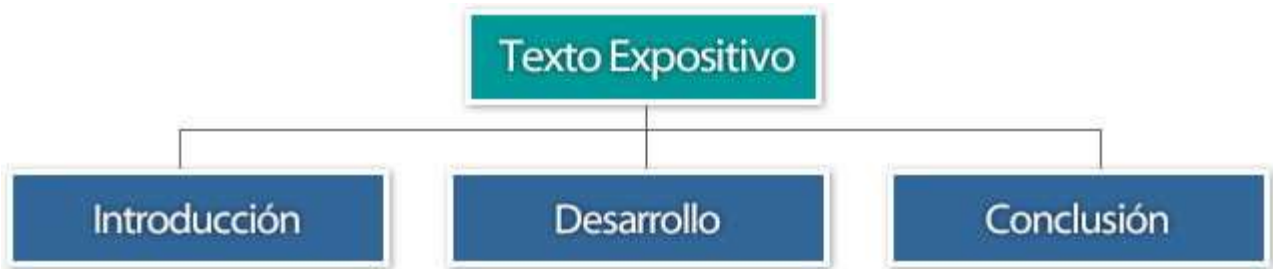 Texto Expositivo
Introducción
Desarrollo
Conclusión